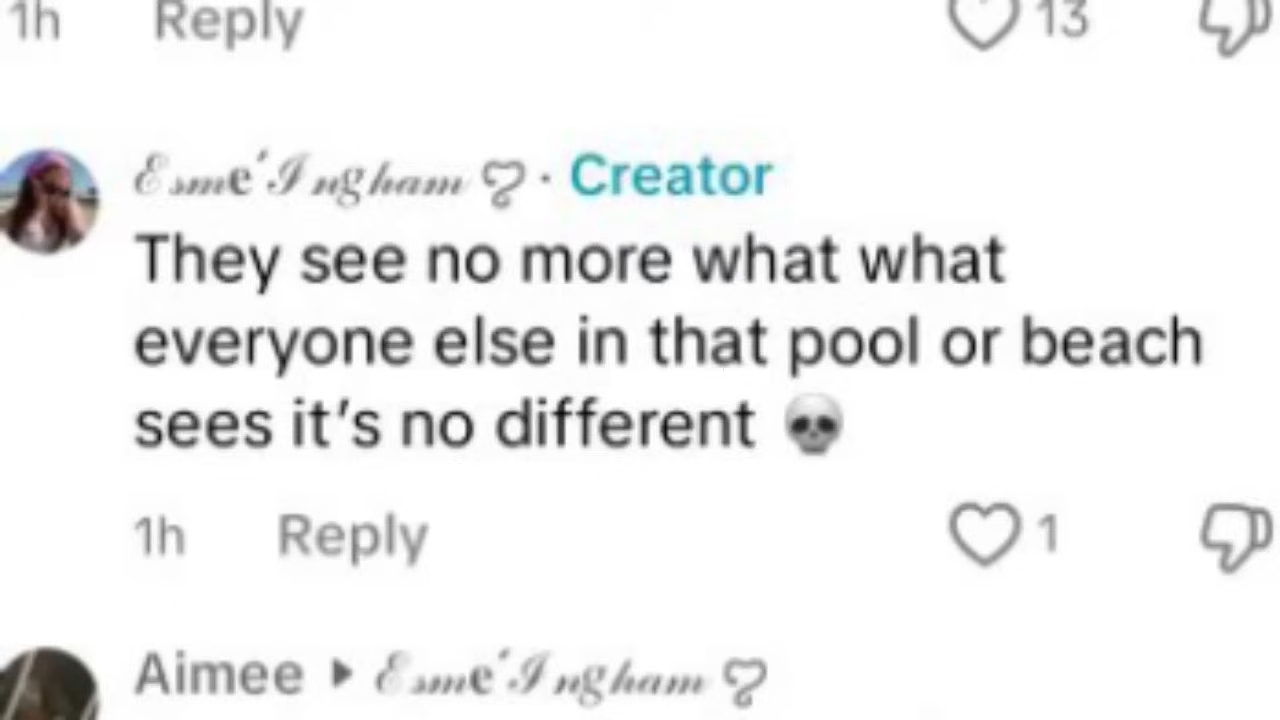 1h Reply 13
Esme'Ingham ღ · Creator
They see no more what what
everyone else in that pool or beach
sees it's no different 💀
1h Reply 1
Aimee ▸ Esme'Ingham ღ